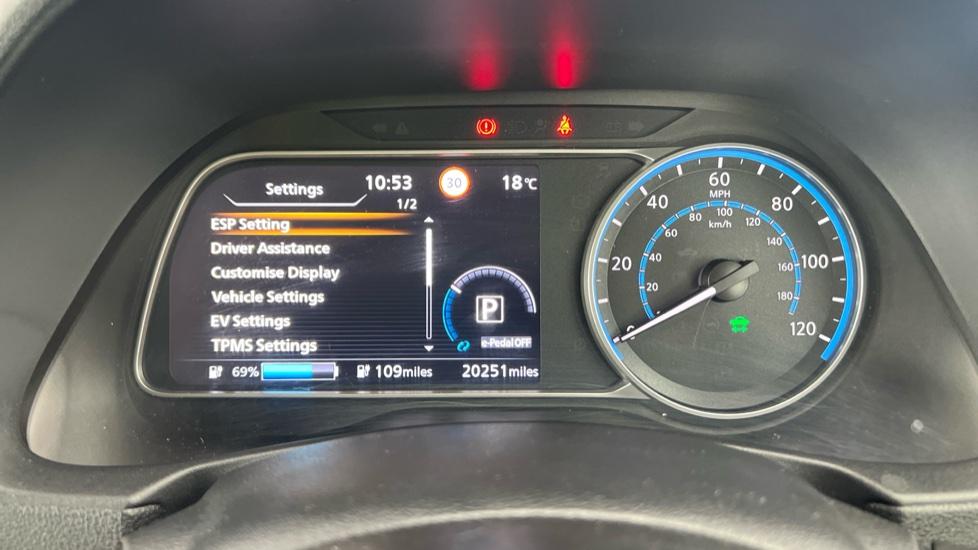 Settings
10:53
30
18°C
1/2
ESP Setting
Driver Assistance
Customise Display
Vehicle Settings
EV Settings
TPMS Settings
P
e-Pedal OFF
69%
109miles
20251miles
0
20
40
60
80
100
120
MPH
20
40
60
80
100
120
140
160
180
km/h